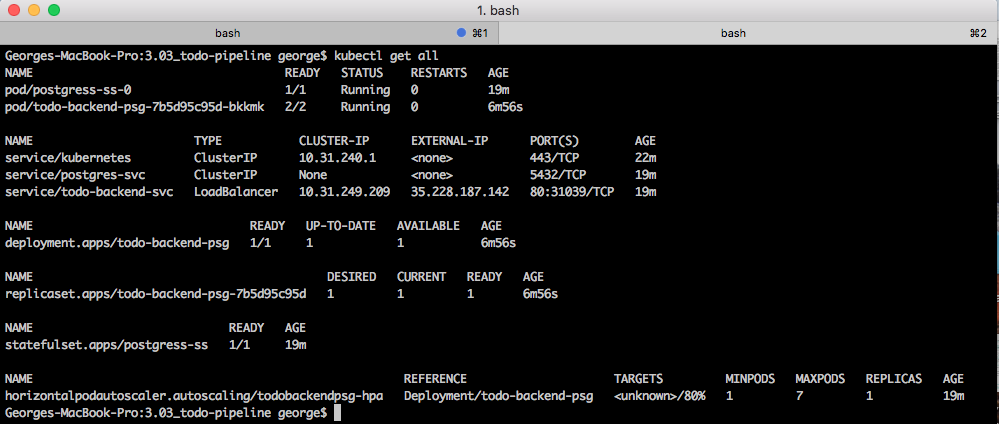 1. bash
bash ⌘1 bash ⌘2
Georges-MacBook-Pro:3.03_todo-pipeline george$ kubectl get all
NAME READY STATUS RESTARTS AGE
pod/postgress-ss-0 1/1 Running 0 19m
pod/todo-backend-psg-7b5d95c95d-bkkmk 2/2 Running 0 6m56s
NAME TYPE CLUSTER-IP EXTERNAL-IP PORT(S) AGE
service/kubernetes ClusterIP 10.31.240.1 <none> 443/TCP 22m
service/postgres-svc ClusterIP None <none> 5432/TCP 19m
service/todo-backend-svc LoadBalancer 10.31.249.209 35.228.187.142 80:31039/TCP 19m
NAME READY UP-TO-DATE AVAILABLE AGE
deployment.apps/todo-backend-psg 1/1 1 1 6m56s
NAME DESIRED CURRENT READY AGE
replicaset.apps/todo-backend-psg-7b5d95c95d 1 1 1 6m56s
NAME READY AGE
statefulset.apps/postgress-ss 1/1 19m
NAME REFERENCE TARGETS MINPODS MAXPODS REPLICAS AGE
horizontalpodautoscaler.autoscaling/todobackendpsg-hpa Deployment/todo-backend-psg <unknown>/80% 1 7 1 19m
Georges-MacBook-Pro:3.03_todo-pipeline george$